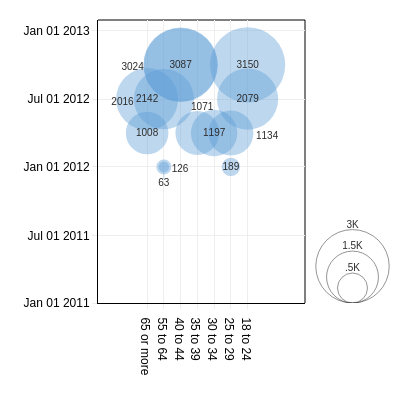 Jan 01 2013
3087
3150
3024
Jul 01 2012
2016
2142
1071
2079
1008
1197
1134
Jan 01 2012
126
189
63
3K
Jul 01 2011
1.5K
.5K
Jan 01 2011
65 or more
55 to 64
40 to 44
35 to 39
30 to 34
25 to 29
18 to 24